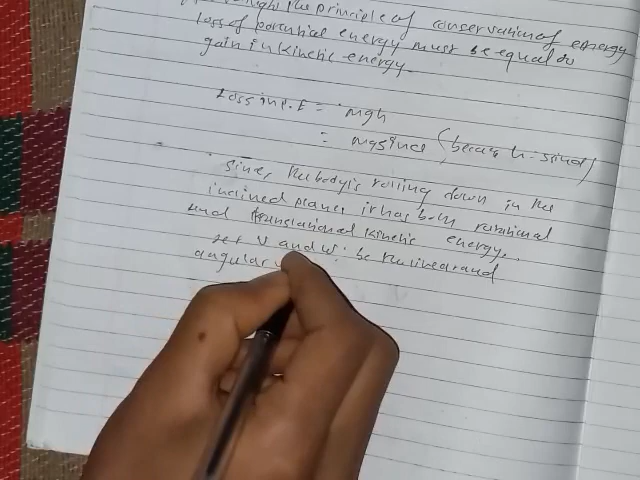 the principle of conservation of energy
Loss of potential energy must be equal to
gain in kinetic energy.
Loss in P.E = mgh
= mg sinθ (because h = sinθ)
Since, the body is rolling down in the
inclined plane, it has both rotational
and translational kinetic energy.
Let v and w be the linear and
angular